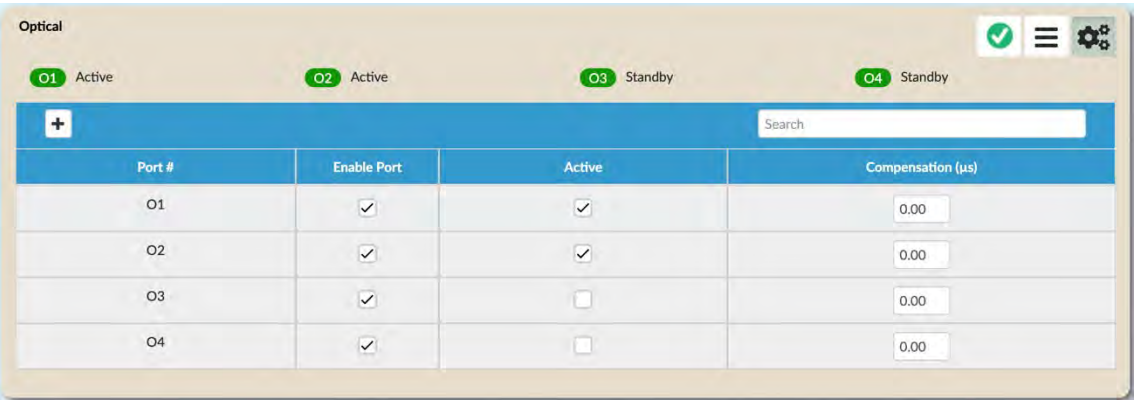 Optical
O1 Active O2 Active O3 Standby O4 Standby
+ Search
Port # Enable Port Active Compensation (μs)
O1 0.00
O2 0.00
O3 0.00
O4 0.00